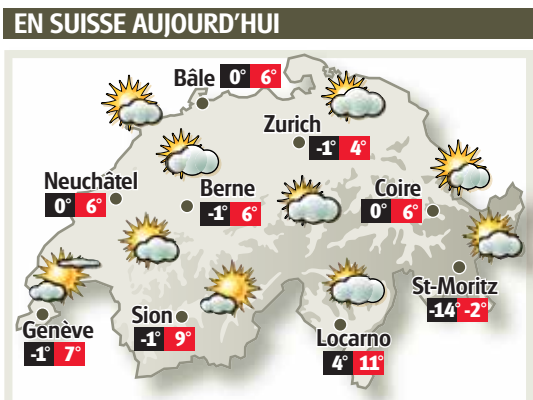 EN SUISSE AUJOURD'HUI
Bâle 0° 6°
Zurich
-1° 4°
Neuchâtel
0° 6°
Berne
-1° 6°
Coire
0° 6°
St-Moritz
-14° -2°
Genève
-1° 7°
Sion
-1° 9°
Locarno
4° 11°